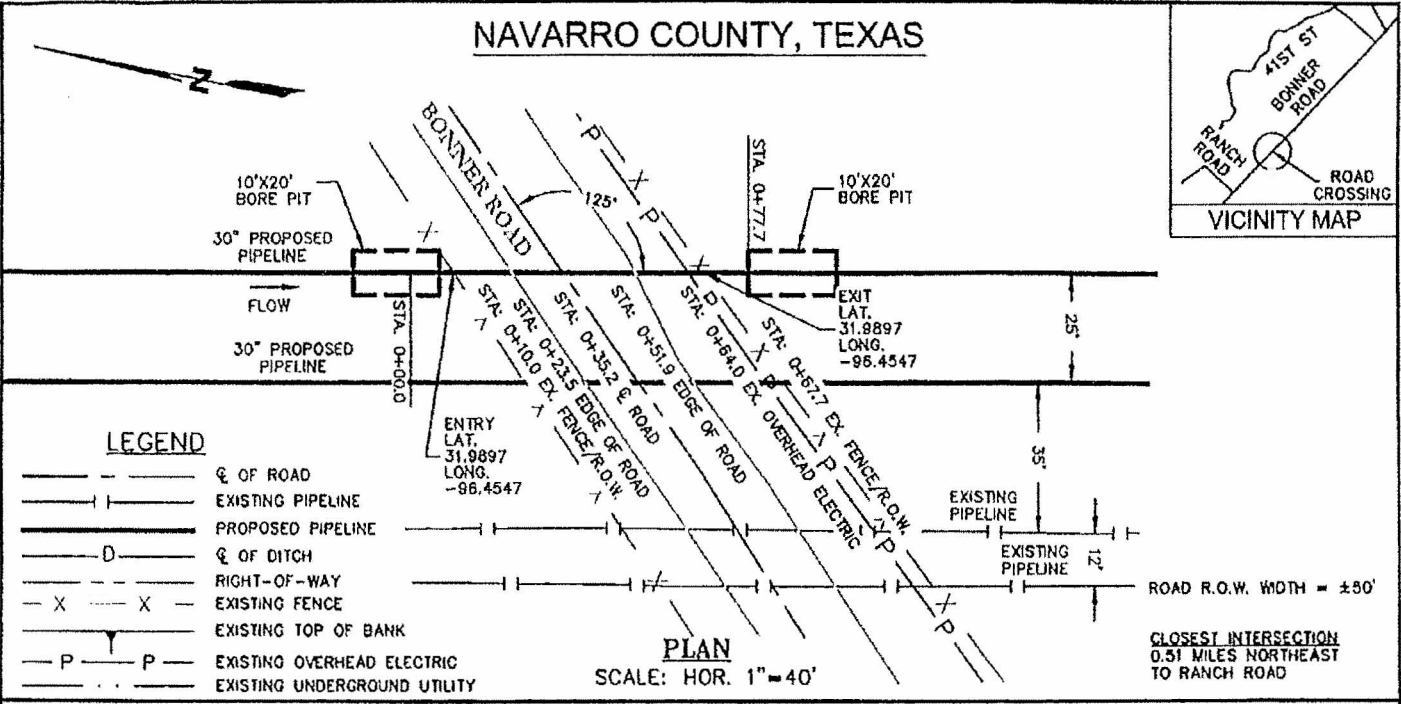 NAVARRO COUNTY, TEXAS
Z
41ST ST
BONNER
ROAD
RANCH
ROAD
ROAD
CROSSING
VICINITY MAP
BONNER ROAD
125°
10'X20'
BORE PIT
STA. 0+77.7
10'X20'
BORE PIT
30" PROPOSED
PIPELINE
FLOW
30" PROPOSED
PIPELINE
STA. 0+00.0
STA: 0+10.0 EX. FENCE/R.O.W.
STA: 0+23.5 EDGE OF ROAD
STA: 0+35.2 ℄ ROAD
STA: 0+51.9 EDGE OF ROAD
STA: 0+64.0 EX. OVERHEAD ELECTRIC
STA: 0+67.7 EX. FENCE/R.O.W.
EXIT
LAT.
31.9897
LONG.
-96.4547
25'
ENTRY
LAT.
31.9897
LONG.
-96.4547
35'
EXISTING
PIPELINE
EXISTING
PIPELINE
12'
ROAD R.O.W. WIDTH = ±50'
CLOSEST INTERSECTION
0.51 MILES NORTHEAST
TO RANCH ROAD
LEGEND
℄ OF ROAD
EXISTING PIPELINE
PROPOSED PIPELINE
D ℄ OF DITCH
RIGHT-OF-WAY
X X EXISTING FENCE
EXISTING TOP OF BANK
P P EXISTING OVERHEAD ELECTRIC
EXISTING UNDERGROUND UTILITY
PLAN
SCALE: HOR. 1"=40'